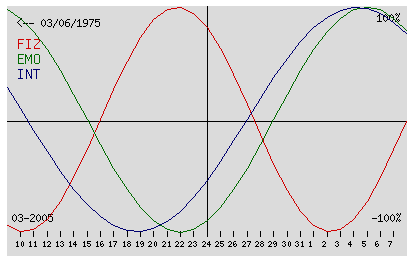 <-- 03/06/1975 100%
FIZ
EMO
INT
03-2005 -100%
10 11 12 13 14 15 16 17 18 19 20 21 22 23 24 25 26 27 28 29 30 31 1 2 3 4 5 6 7